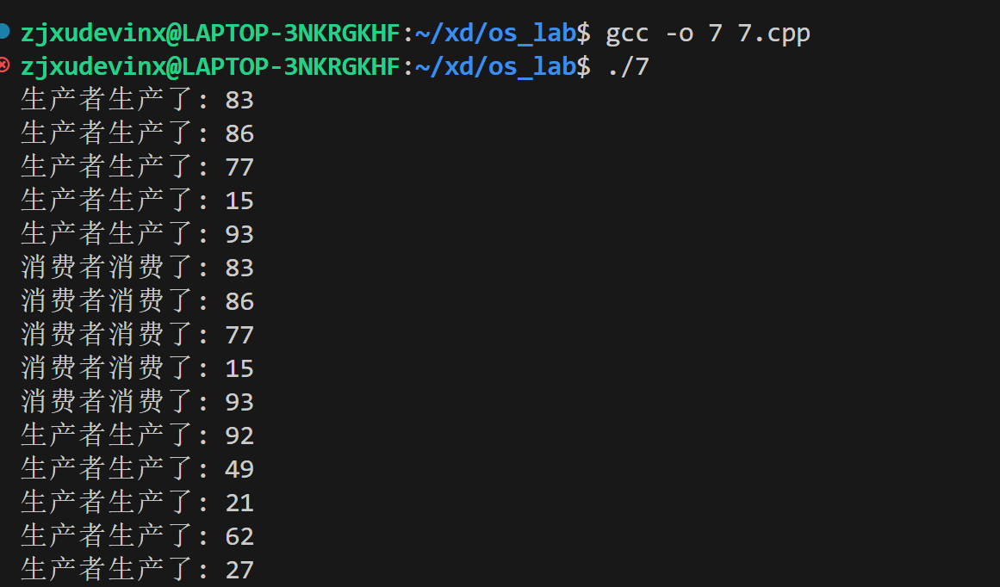 zjxudevinx@LAPTOP-3NKRGKHF:~/xd/os_lab$ gcc -o 7 7.cpp
zjxudevinx@LAPTOP-3NKRGKHF:~/xd/os_lab$ ./7
生产者生产了: 83
生产者生产了: 86
生产者生产了: 77
生产者生产了: 15
生产者生产了: 93
消费者消费了: 83
消费者消费了: 86
消费者消费了: 77
消费者消费了: 15
消费者消费了: 93
生产者生产了: 92
生产者生产了: 49
生产者生产了: 21
生产者生产了: 62
生产者生产了: 27